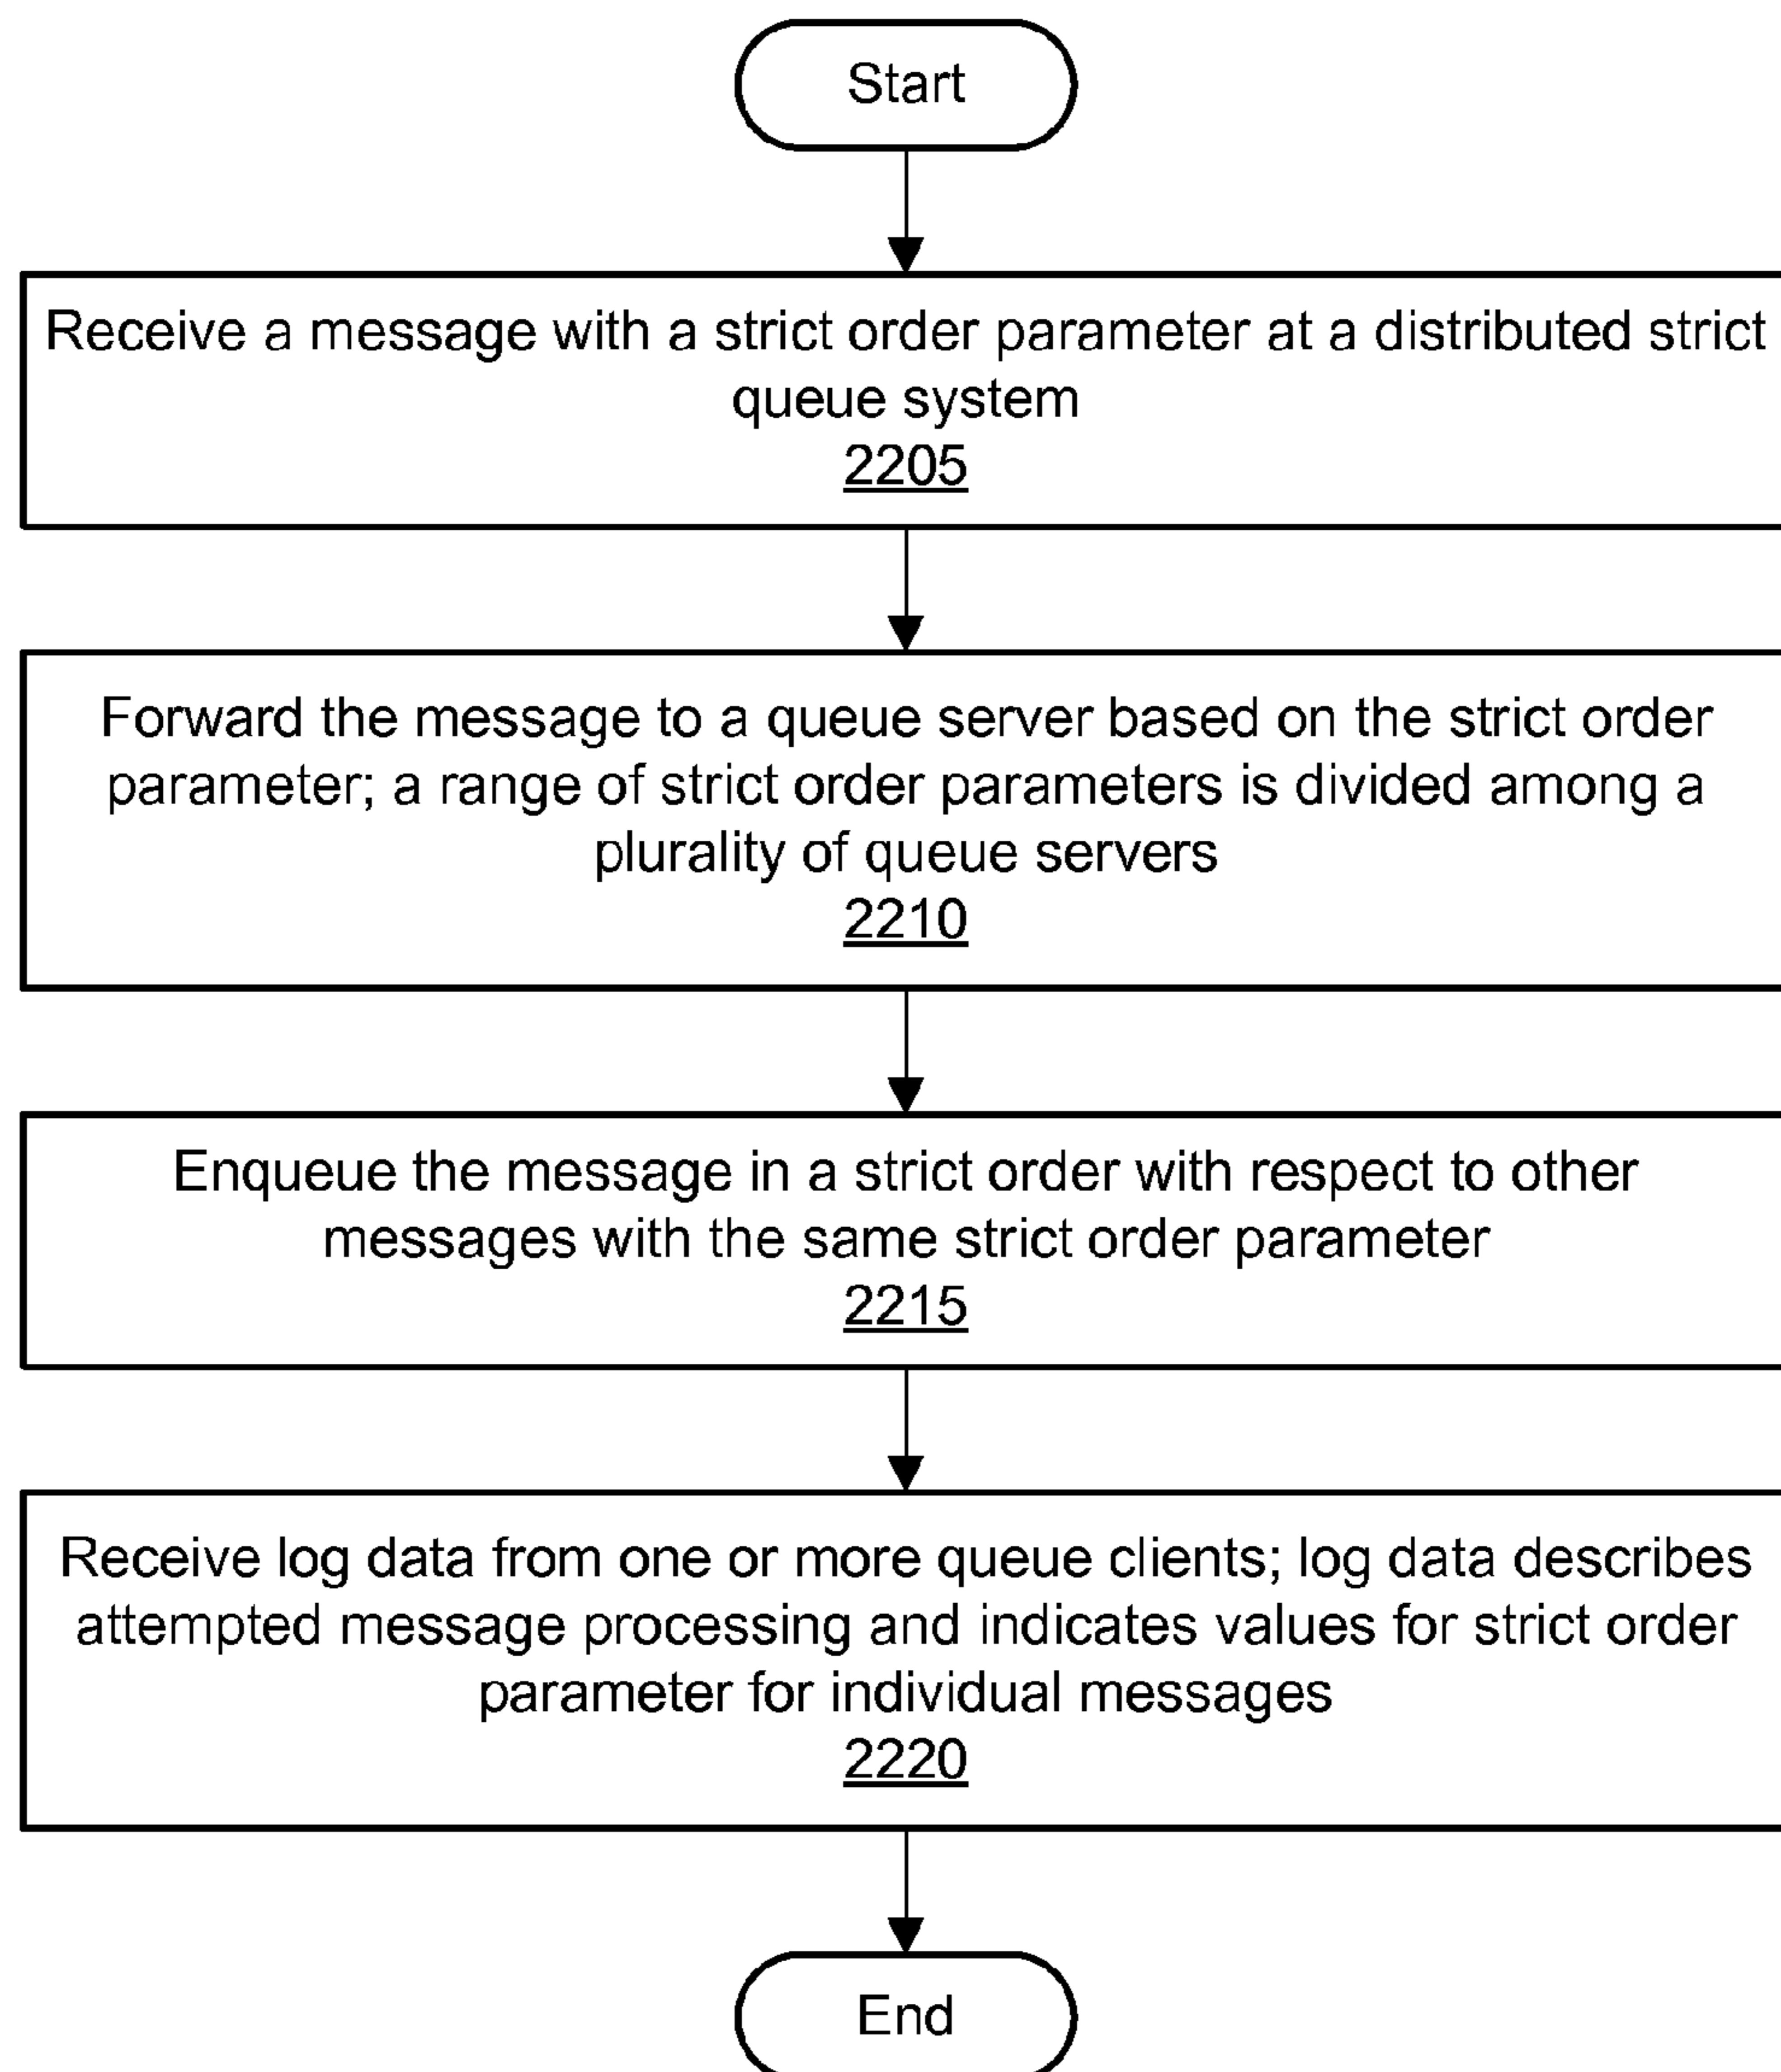 Start
Receive a message with a strict order parameter at a distributed strict
queue system
2205
Forward the message to a queue server based on the strict order
parameter; a range of strict order parameters is divided among a
plurality of queue servers
2210
Enqueue the message in a strict order with respect to other
messages with the same strict order parameter
2215
Receive log data from one or more queue clients; log data describes
attempted message processing and indicates values for strict order
parameter for individual messages
2220
End